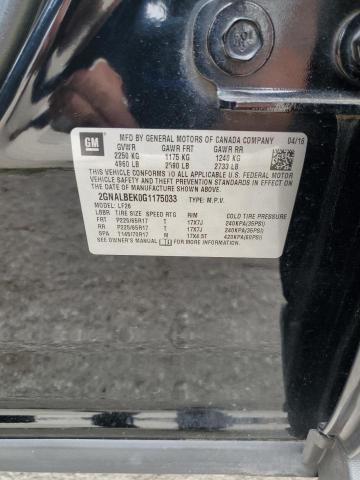 GM
MFD BY GENERAL MOTORS OF CANADA COMPANY 04/16
GVWR GAWR FRT GAWR RR
2250 KG 1175 KG 1240 KG
4960 LB 2590 LB 2733 LB
THIS VEHICLE CONFORMS TO ALL APPLICABLE U.S. FEDERAL MOTOR
VEHICLE SAFETY AND THEFT PREVENTION STANDARDS IN EFFECT ON
THE DATE OF MANUFACTURE SHOWN ABOVE.
2GNALBEK0G1175033 TYPE: M.P.V.
MODEL: LF26
LBBR TIRE SIZE SPEED RTG RIM COLD TIRE PRESSURE
FRT P225/65R17 T 17X7J 240KPA(35PSI)
RR P225/65R17 T 17X7J 240KPA(35PSI)
SPA T145/70R17 M 17X4.5T 420KPA(60PSI)
SEE OWNER'S MANUAL FOR ADDITIONAL INFORMATION